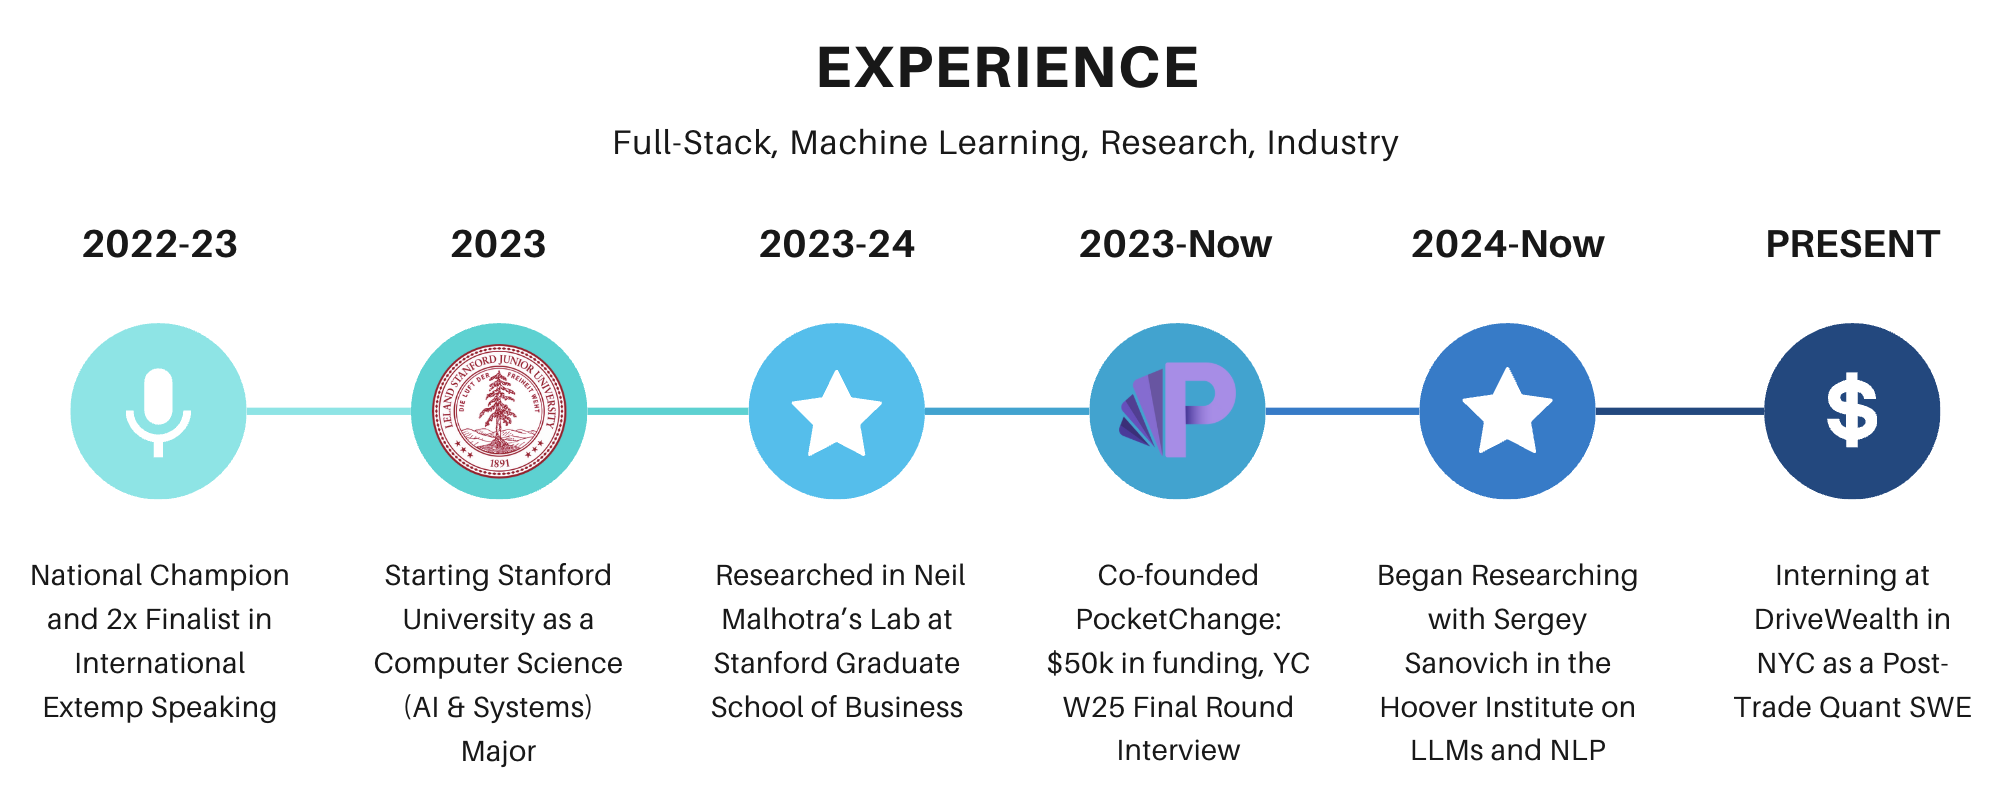 EXPERIENCE
Full-Stack, Machine Learning, Research, Industry
2022-23
National Champion
and 2x Finalist in
International
Extemp Speaking
2023
LELAND STANFORD JUNIOR UNIVERSITY
DIE LUFT DER FREIHEIT WEHT
1891
Starting Stanford
University as a
Computer Science
(AI & Systems)
Major
2023-24
Researched in Neil
Malhotra’s Lab at
Stanford Graduate
School of Business
2023-Now
P
Co-founded
PocketChange:
$50k in funding, YC
W25 Final Round
Interview
2024-Now
Began Researching
with Sergey
Sanovich in the
Hoover Institute on
LLMs and NLP
PRESENT
$
Interning at
DriveWealth in
NYC as a Post-
Trade Quant SWE